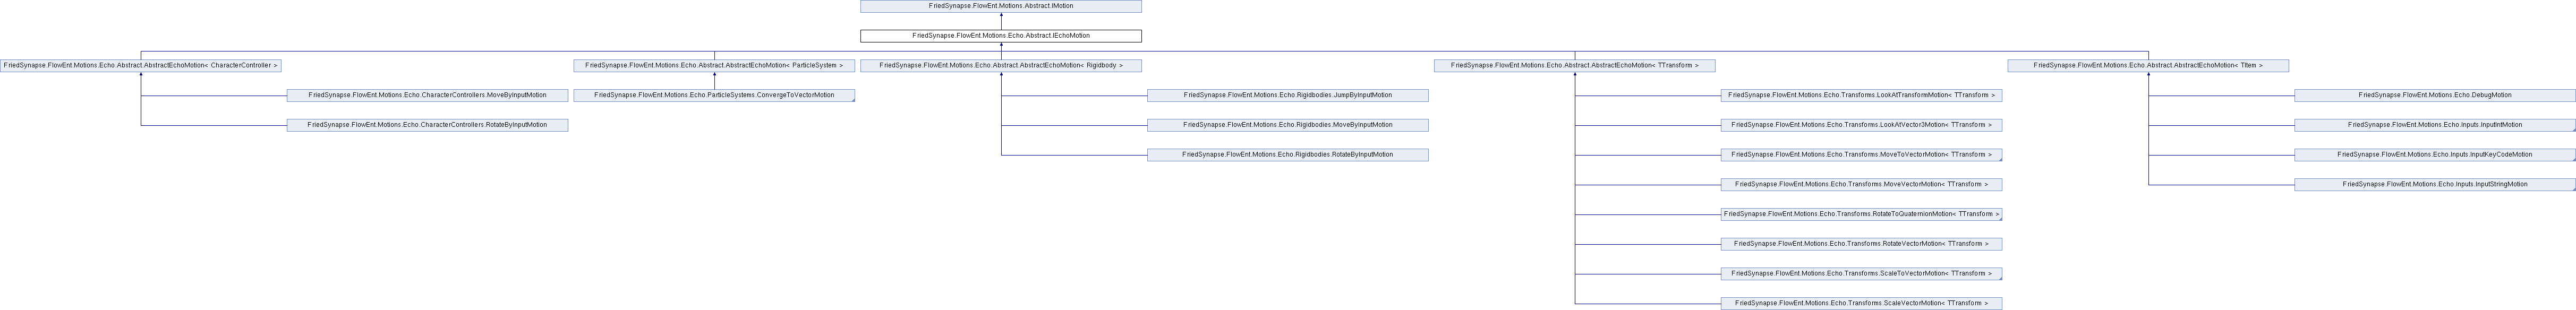 FriedSynapse.FlowEnt.Motions.Abstract.IMotion
FriedSynapse.FlowEnt.Motions.Echo.Abstract.IEchoMotion
FriedSynapse.FlowEnt.Motions.Echo.Abstract.AbstractEchoMotion< CharacterController >
FriedSynapse.FlowEnt.Motions.Echo.Abstract.AbstractEchoMotion< ParticleSystem >
FriedSynapse.FlowEnt.Motions.Echo.Abstract.AbstractEchoMotion< Rigidbody >
FriedSynapse.FlowEnt.Motions.Echo.Abstract.AbstractEchoMotion< TTransform >
FriedSynapse.FlowEnt.Motions.Echo.Abstract.AbstractEchoMotion< TItem >
FriedSynapse.FlowEnt.Motions.Echo.CharacterControllers.MoveByInputMotion
FriedSynapse.FlowEnt.Motions.Echo.ParticleSystems.ConvergeToVectorMotion
FriedSynapse.FlowEnt.Motions.Echo.Rigidbodies.JumpByInputMotion
FriedSynapse.FlowEnt.Motions.Echo.Transforms.LookAtTransformMotion< TTransform >
FriedSynapse.FlowEnt.Motions.Echo.DebugMotion
FriedSynapse.FlowEnt.Motions.Echo.CharacterControllers.RotateByInputMotion
FriedSynapse.FlowEnt.Motions.Echo.Rigidbodies.MoveByInputMotion
FriedSynapse.FlowEnt.Motions.Echo.Transforms.LookAtVector3Motion< TTransform >
FriedSynapse.FlowEnt.Motions.Echo.Inputs.InputIntMotion
FriedSynapse.FlowEnt.Motions.Echo.Rigidbodies.RotateByInputMotion
FriedSynapse.FlowEnt.Motions.Echo.Transforms.MoveToVectorMotion< TTransform >
FriedSynapse.FlowEnt.Motions.Echo.Inputs.InputKeyCodeMotion
FriedSynapse.FlowEnt.Motions.Echo.Transforms.MoveVectorMotion< TTransform >
FriedSynapse.FlowEnt.Motions.Echo.Inputs.InputStringMotion
FriedSynapse.FlowEnt.Motions.Echo.Transforms.RotateToQuaternionMotion< TTransform >
FriedSynapse.FlowEnt.Motions.Echo.Transforms.RotateVectorMotion< TTransform >
FriedSynapse.FlowEnt.Motions.Echo.Transforms.ScaleToVectorMotion< TTransform >
FriedSynapse.FlowEnt.Motions.Echo.Transforms.ScaleVectorMotion< TTransform >